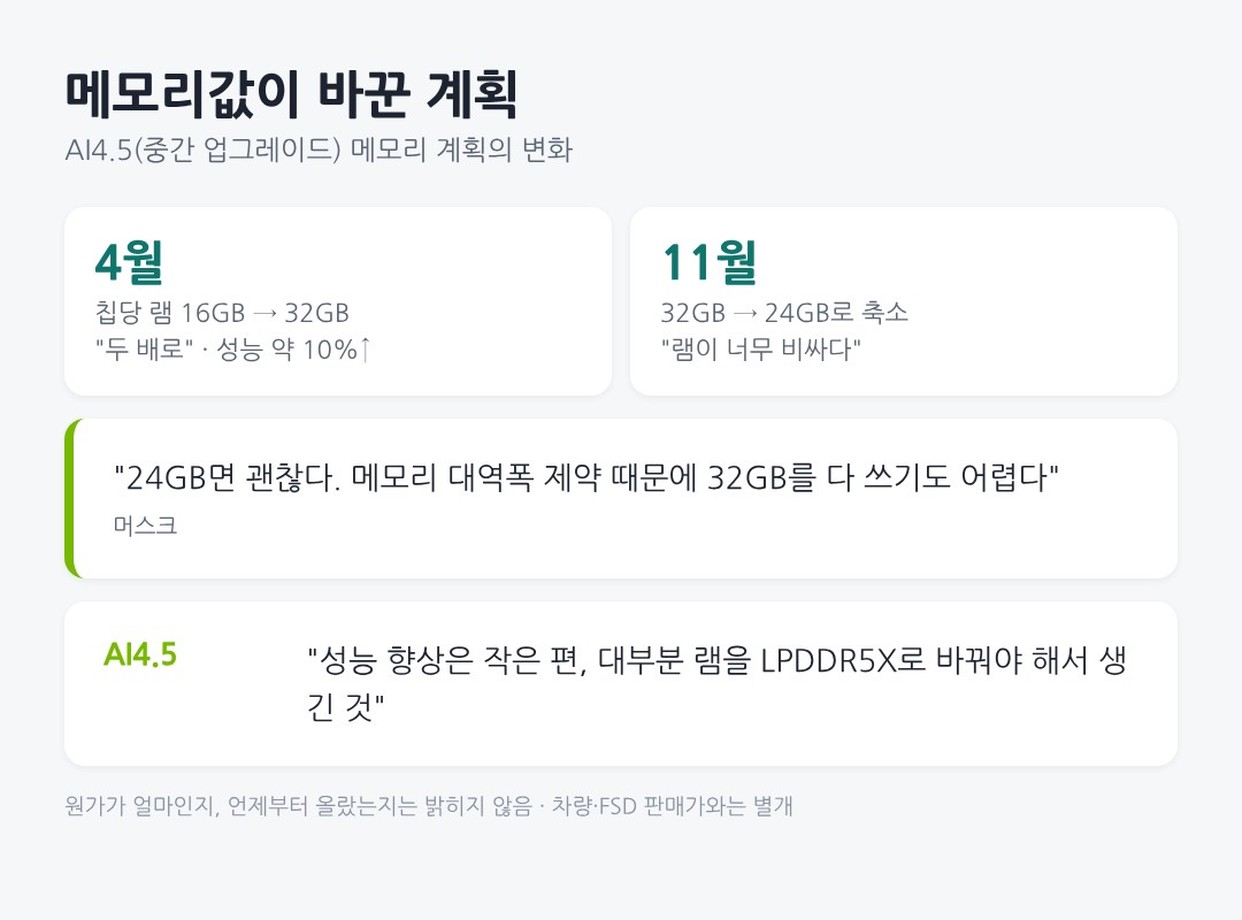 메모리값이 바꾼 계획
AI4.5(중간 업그레이드) 메모리 계획의 변화
4월
칩당 램 16GB → 32GB
"두 배로" · 성능 약 10%↑
11월
32GB → 24GB로 축소
"램이 너무 비싸다"
"24GB면 괜찮다. 메모리 대역폭 제약 때문에 32GB를 다 쓰기도 어렵다"
머스크
AI4.5
"성능 향상은 작은 편, 대부분 램을 LPDDR5X로 바꿔야 해서 생
긴 것"
원가가 얼마인지, 언제부터 올랐는지는 밝히지 않음 · 차량·FSD 판매가와는 별개